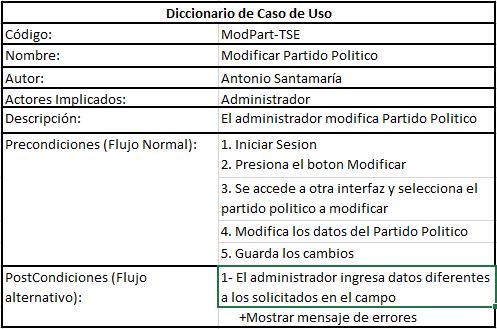 Diccionario de Caso de Uso
Código: ModPart-TSE
Nombre: Modificar Partido Politico
Autor: Antonio Santamaría
Actores Implicados: Administrador
Descripción: El administrador modifica Partido Politico
Precondiciones (Flujo Normal): 1. Iniciar Sesion
2. Presiona el boton Modificar
3. Se accede a otra interfaz y selecciona el
partido politico a modificar
4. Modifica los datos del Partido Politico
5. Guarda los cambios
PostCondiciones (Flujo
alternativo):
1- El administrador ingresa datos diferentes
a los solicitados en el campo
+Mostrar mensaje de errores